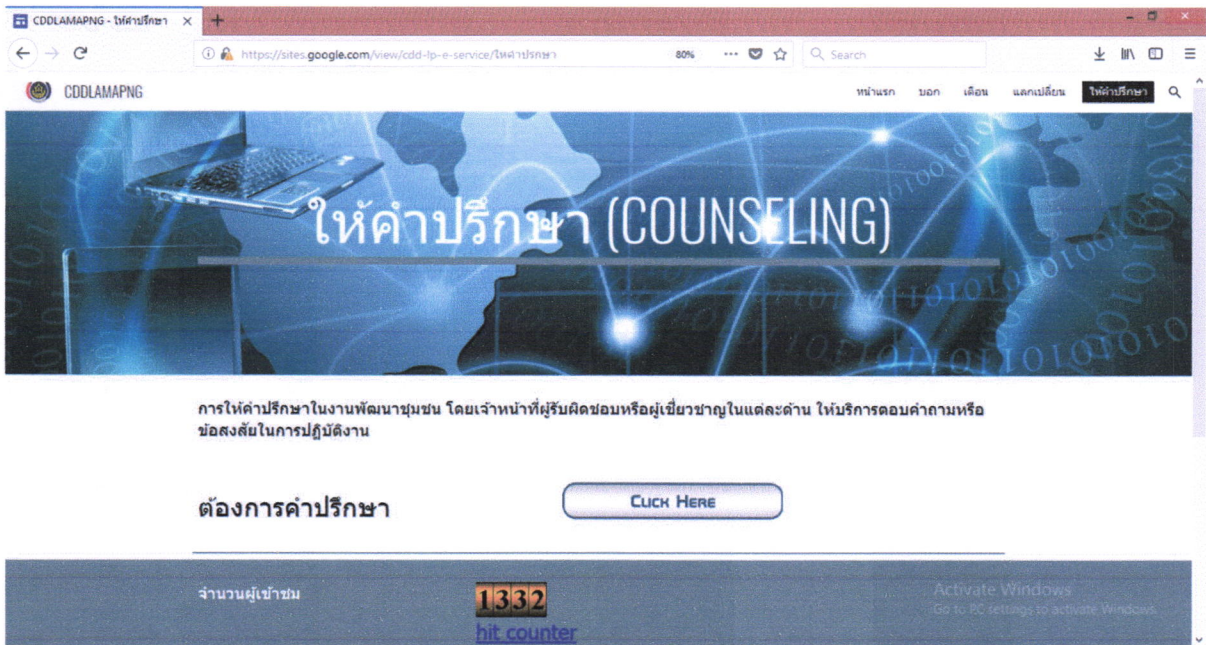 CDDLAMAPNG - ให้คำปรึกษา
https://sites.google.com/view/cdd-lp-e-service/ให้คำปรึกษา
80%
Search
CDDLAMAPNG
หน้าแรก บอก เตือน แลกเปลี่ยน ให้คำปรึกษา
ให้คำปรึกษา (COUNSELING)
การให้คำปรึกษาในงานพัฒนาชุมชน โดยเจ้าหน้าที่ผู้รับผิดชอบหรือผู้เชี่ยวชาญในแต่ละด้าน ให้บริการตอบคำถามหรือ
ข้อสงสัยในการปฏิบัติงาน
ต้องการคำปรึกษา
CLICK HERE
จำนวนผู้เข้าชม
1332
hit counter
Activate Windows
Go to PC settings to activate Windows.